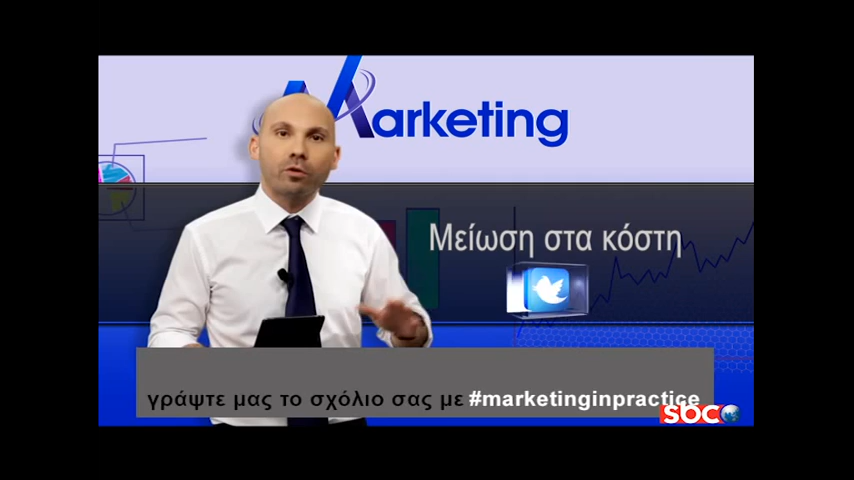 Marketing
Μείωση στα κόστη
γράψτε μας το σχόλιο σας με #marketinginpractice
sbc